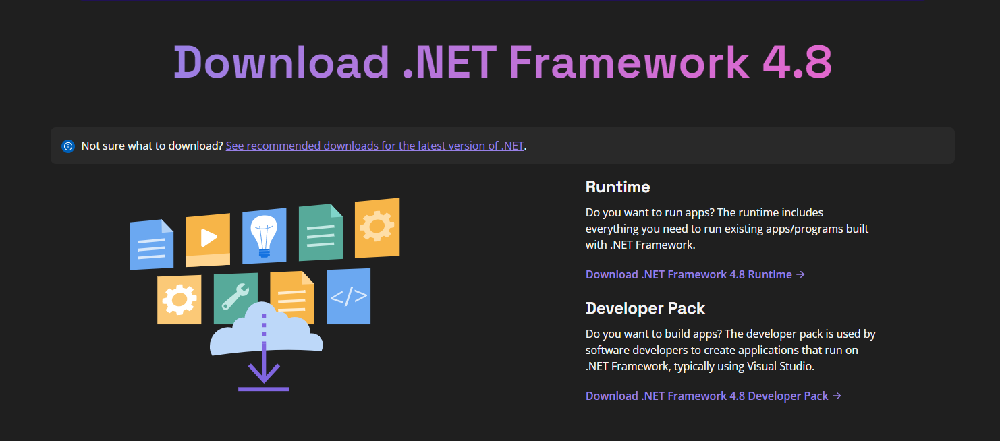 Download .NET Framework 4.8
Not sure what to download? See recommended downloads for the latest version of .NET.
Runtime
Do you want to run apps? The runtime includes
everything you need to run existing apps/programs built
with .NET Framework.
Download .NET Framework 4.8 Runtime →
Developer Pack
Do you want to build apps? The developer pack is used by
software developers to create applications that run on
.NET Framework, typically using Visual Studio.
Download .NET Framework 4.8 Developer Pack →